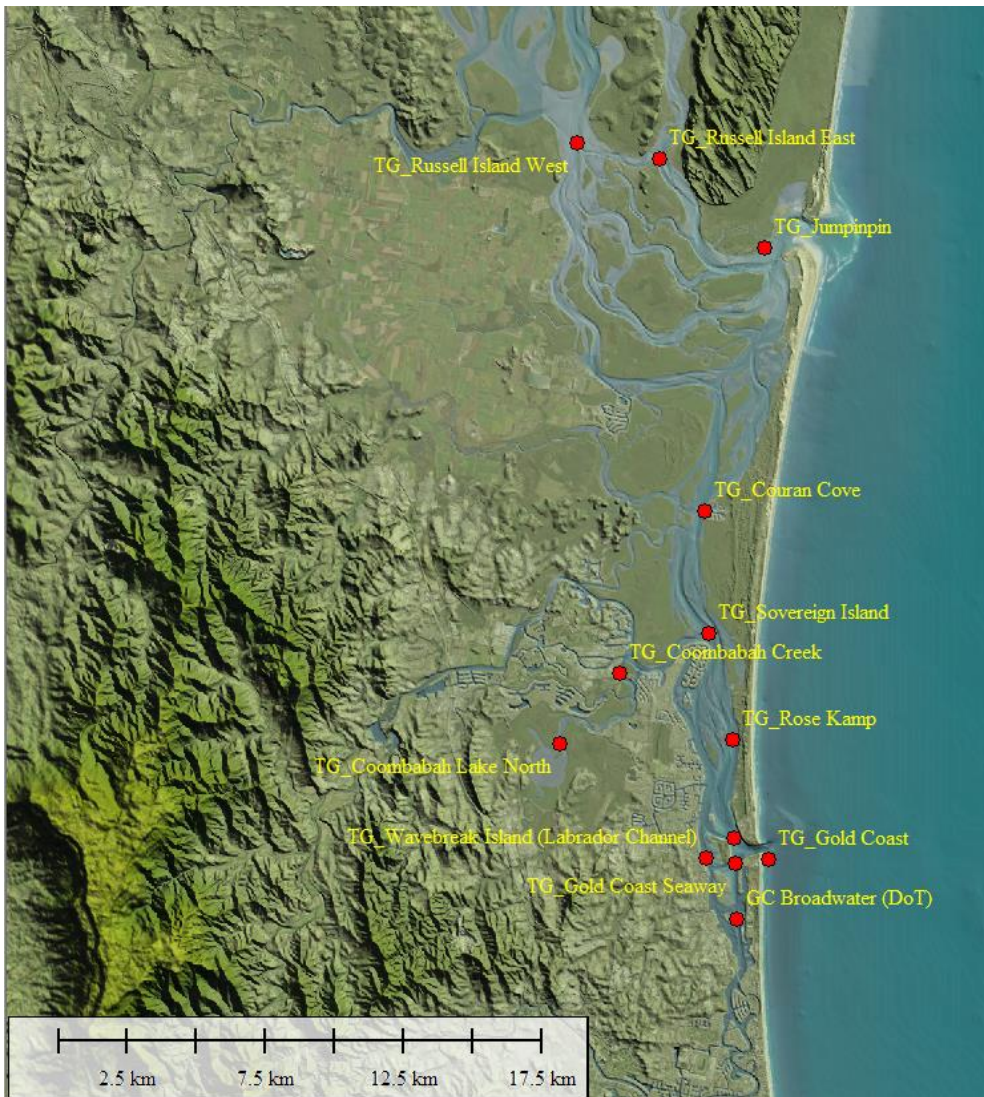 TG_Russell Island East
TG_Russell Island West
TG_Jumpinpin
TG_Couran Cove
TG_Sovereign Island
TG_Coombabah Creek
TG_Rose Kamp
TG_Coombabah Lake North
TG_Wavebreak Island (Labrador Channel)
TG_Gold Coast
TG_Gold Coast Seaway
GC Broadwater (DoT)
2.5 km 7.5 km 12.5 km 17.5 km